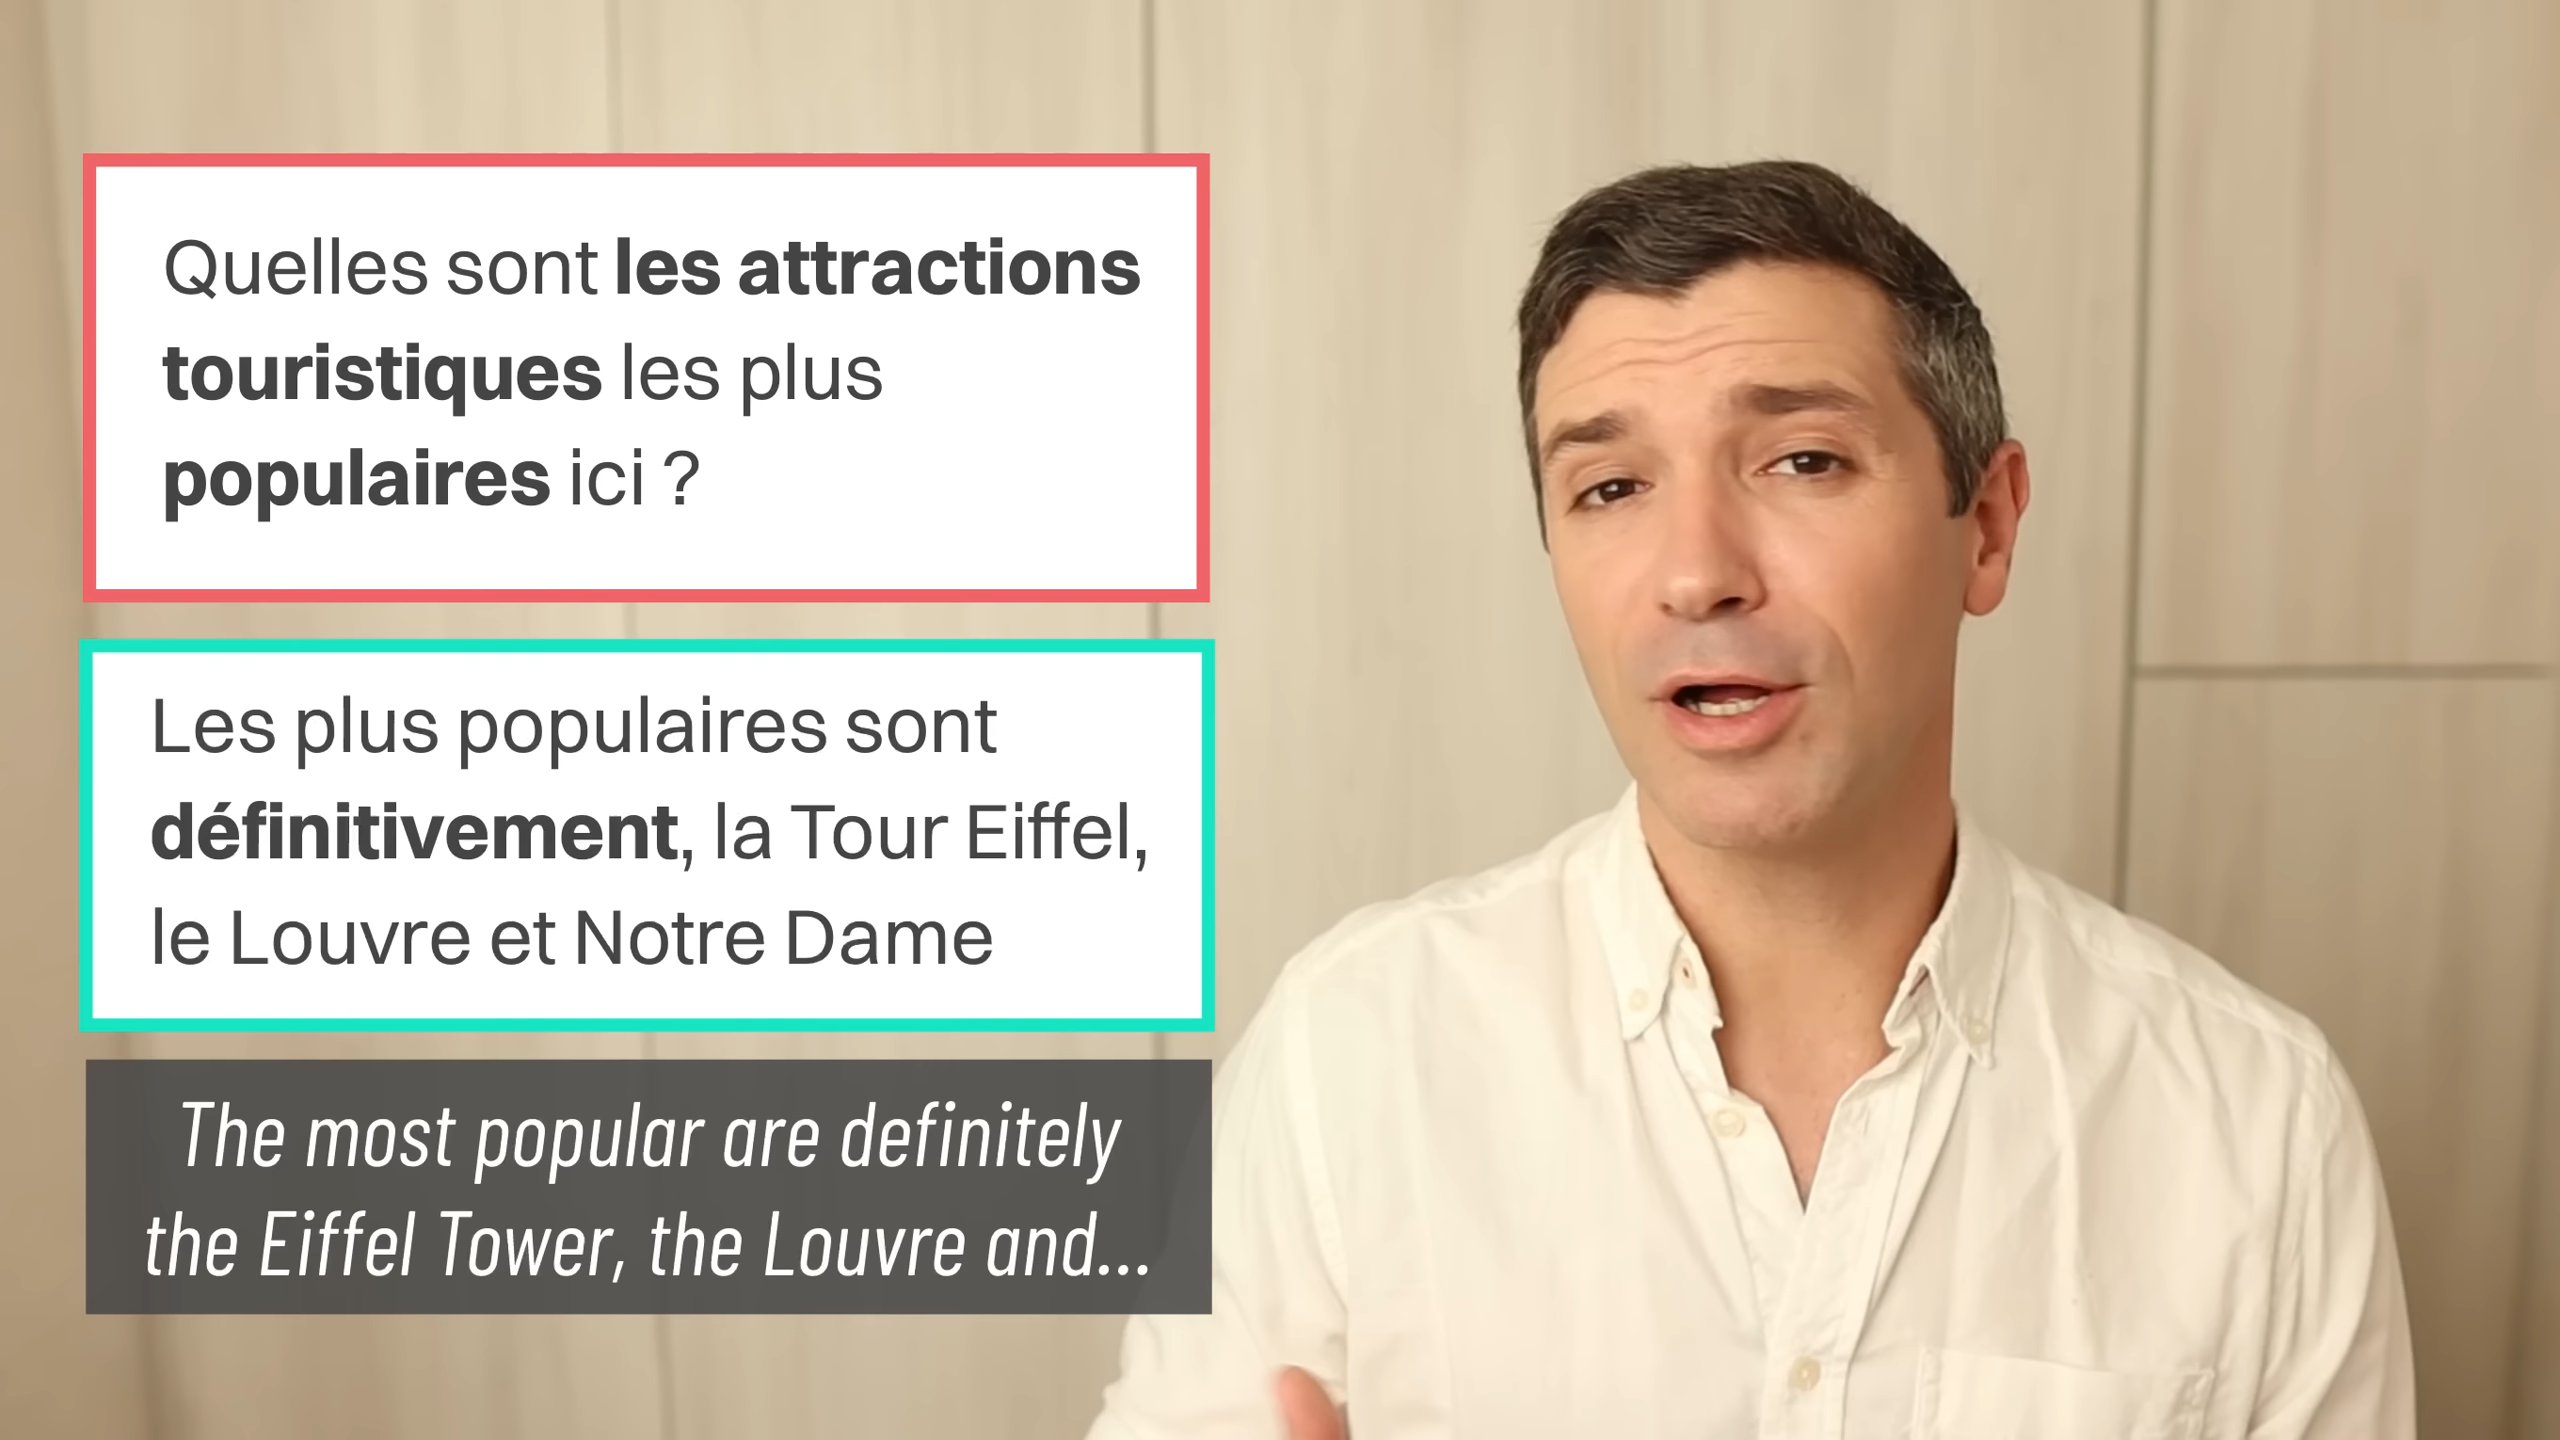 Quelles sont les attractions
touristiques les plus
populaires ici ?
Les plus populaires sont
définitivement, la Tour Eiffel,
le Louvre et Notre Dame
The most popular are definitely
the Eiffel Tower, the Louvre and...